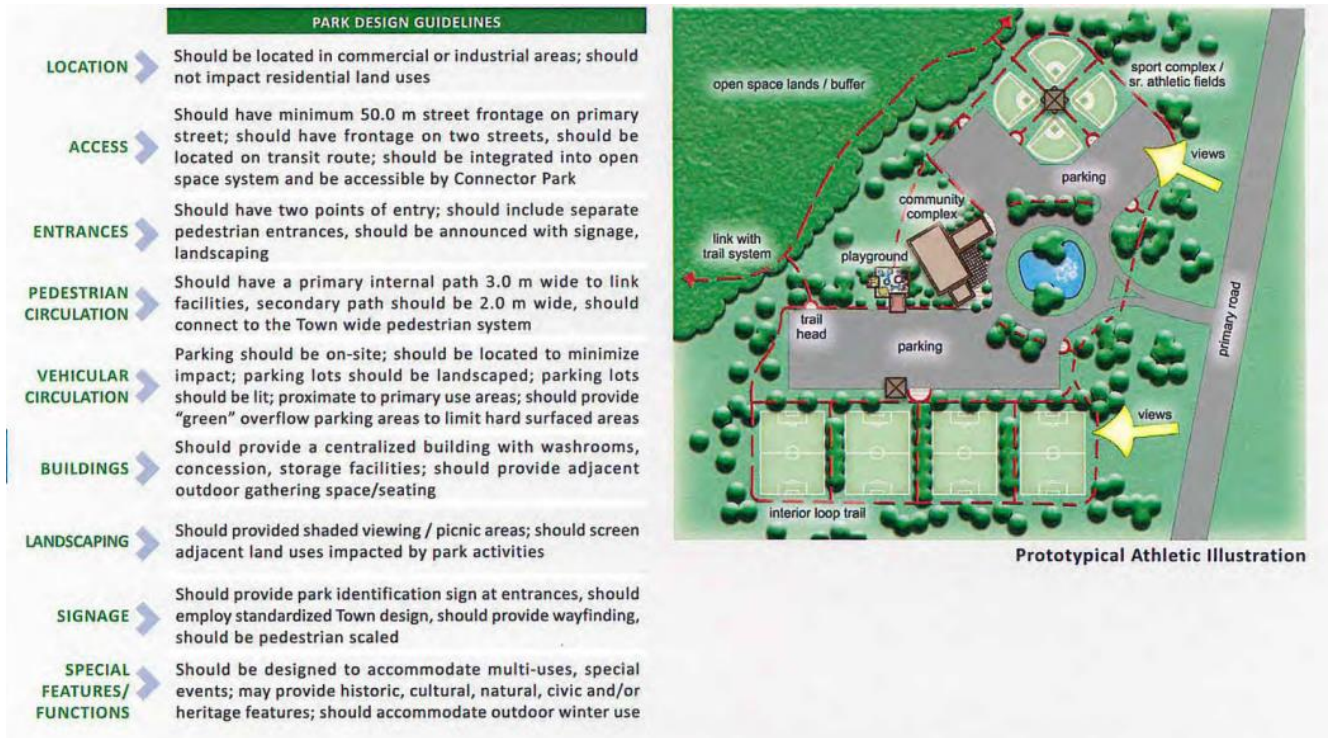 PARK DESIGN GUIDELINES
LOCATION
Should be located in commercial or industrial areas; should
not impact residential land uses
ACCESS
Should have minimum 50.0 m street frontage on primary
street; should have frontage on two streets, should be
located on transit route; should be integrated into open
space system and be accessible by Connector Park
ENTRANCES
Should have two points of entry; should include separate
pedestrian entrances, should be announced with signage,
landscaping
PEDESTRIAN
CIRCULATION
Should have a primary internal path 3.0 m wide to link
facilities, secondary path should be 2.0 m wide, should
connect to the Town wide pedestrian system
VEHICULAR
CIRCULATION
Parking should be on-site; should be located to minimize
impact; parking lots should be landscaped; parking lots
should be lit; proximate to primary use areas; should provide
“green” overflow parking areas to limit hard surfaced areas
BUILDINGS
Should provide a centralized building with washrooms,
concession, storage facilities; should provide adjacent
outdoor gathering space/seating
LANDSCAPING
Should provided shaded viewing / picnic areas; should screen
adjacent land uses impacted by park activities
SIGNAGE
Should provide park identification sign at entrances, should
employ standardized Town design, should provide wayfinding,
should be pedestrian scaled
SPECIAL
FEATURES/
FUNCTIONS
Should be designed to accommodate multi-uses, special
events; may provide historic, cultural, natural, civic and/or
heritage features; should accommodate outdoor winter use
open space lands / buffer
sport complex /
sr. athletic fields
views
parking
community
complex
link with
trail system
playground
trail
head
parking
primary road
views
interior loop trail
Prototypical Athletic Illustration